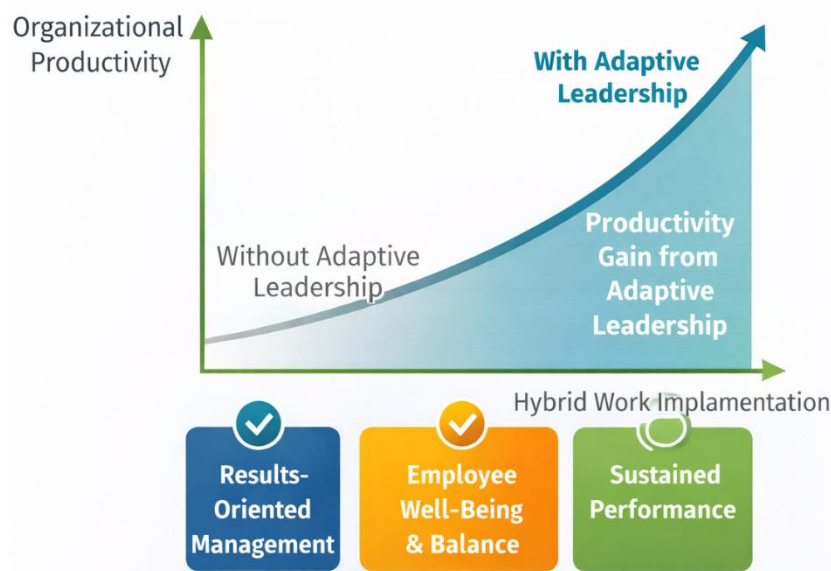 Organizational
Productivity
With Adaptive
Leadership
Without Adaptive
Leadership
Productivity
Gain from
Adaptive
Leadership
Hybrid Work Implamentation
Results-
Oriented
Management
Employee
Well-Being
& Balance
Sustained
Performance